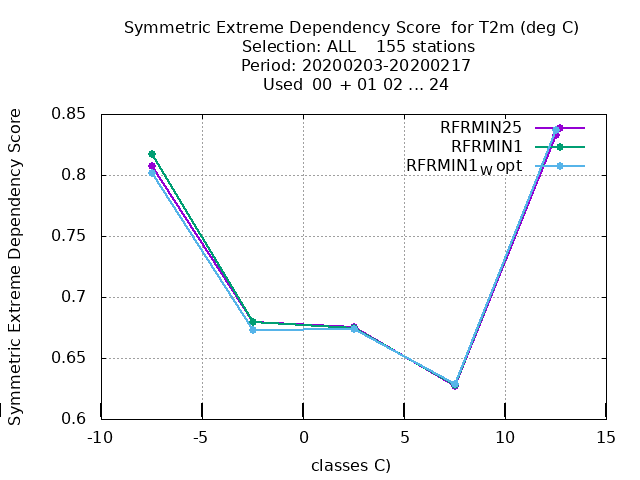 Symmetric Extreme Dependency Score for T2m (deg C)
Selection: ALL 155 stations
Period: 20200203-20200217
Used 00 + 01 02 ... 24
Symmetric Extreme Dependency Score
0.85
0.8
0.75
0.7
0.65
0.6
RFRMIN25
RFRMIN1
RFRMIN1w opt
-10 -5 0 5 10 15
classes C)